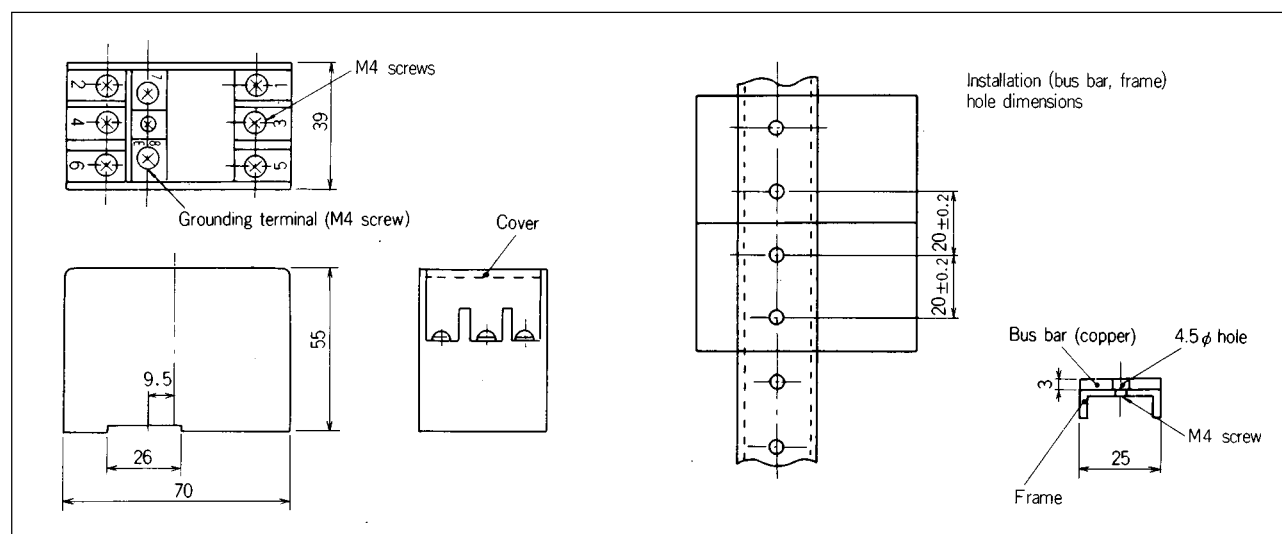 M4 screws
2
7
1
4
3
6
E
8
5
39
Grounding terminal (M4 screw)
Cover
55
9.5
26
70
Installation (bus bar, frame)
hole dimensions
20±0.2
20±0.2
Bus bar (copper)
4.5φ hole
3
M4 screw
25
Frame